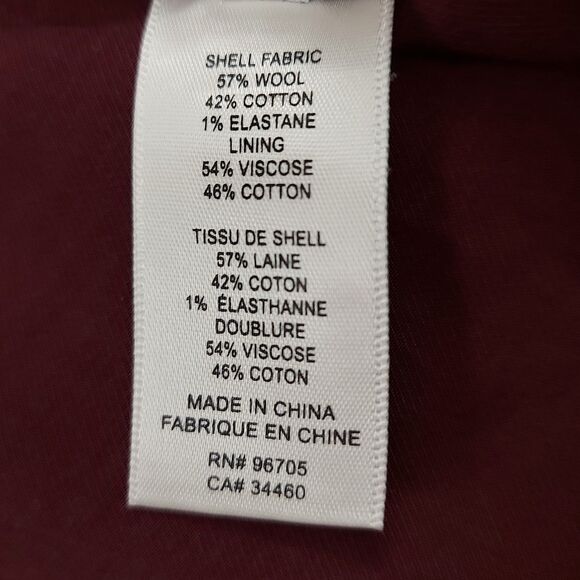 SHELL FABRIC
57% WOOL
42% COTTON
1% ELASTANE
LINING
54% VISCOSE
46% COTTON
TISSU DE SHELL
57% LAINE
42% COTON
1% ÉLASTHANNE
DOUBLURE
54% VISCOSE
46% COTON
MADE IN CHINA
FABRIQUE EN CHINE
RN# 96705
CA# 34460